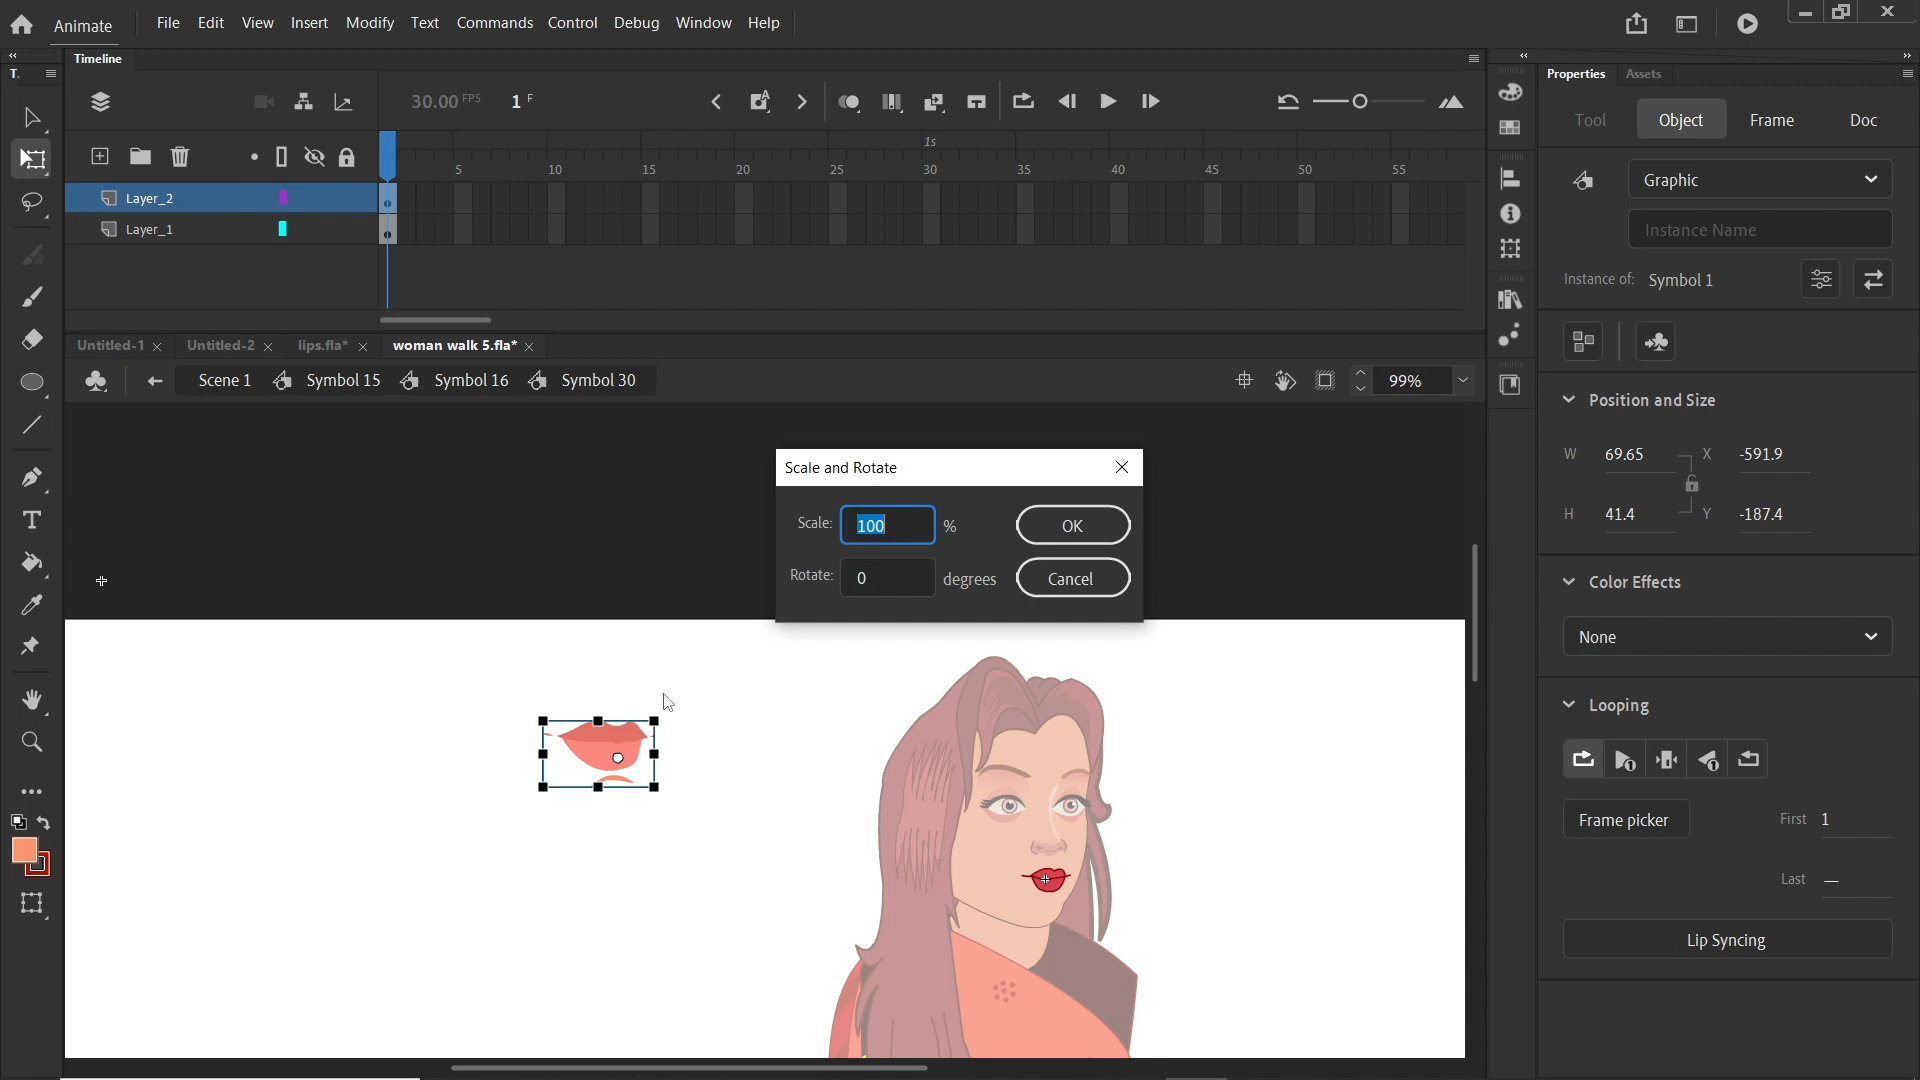 Animate
File Edit View Insert Modify Text Commands Control Debug Window Help
Timeline
30.00 FPS 1 F
1s
5 10 15 20 25 30 35 40 45 50 55
Layer_2
Layer_1
Untitled-1 Untitled-2 lips.fla* woman walk 5.fla*
Scene 1 Symbol 15 Symbol 16 Symbol 30 99%
Scale and Rotate
Scale: 100 % OK
Rotate: 0 degrees Cancel
T.
Properties Assets
Tool Object Frame Doc
Graphic
Instance Name
Instance of: Symbol 1
Position and Size
W 69.65 X -591.9
H 41.4 Y -187.4
Color Effects
None
Looping
Frame picker First 1
Last —
Lip Syncing